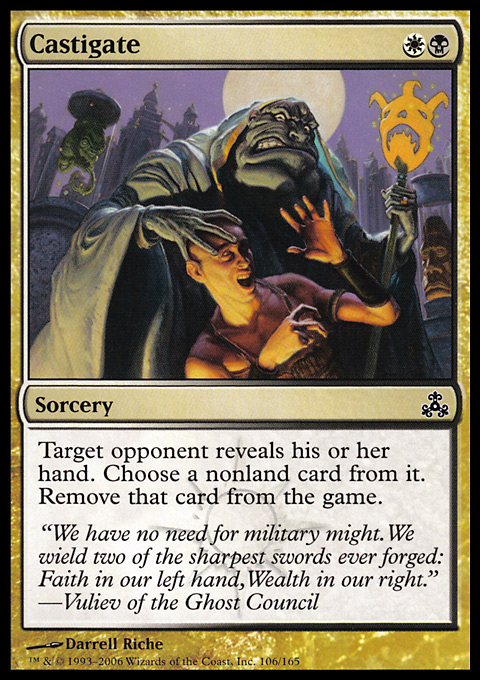 Castigate
Sorcery
Target opponent reveals his or her
hand. Choose a nonland card from it.
Remove that card from the game.
“We have no need for military might. We
wield two of the sharpest swords ever forged:
Faith in our left hand, Wealth in our right.”
—Vuliev of the Ghost Council
Darrell Riche
™ & © 1993–2006 Wizards of the Coast, Inc. 106/165